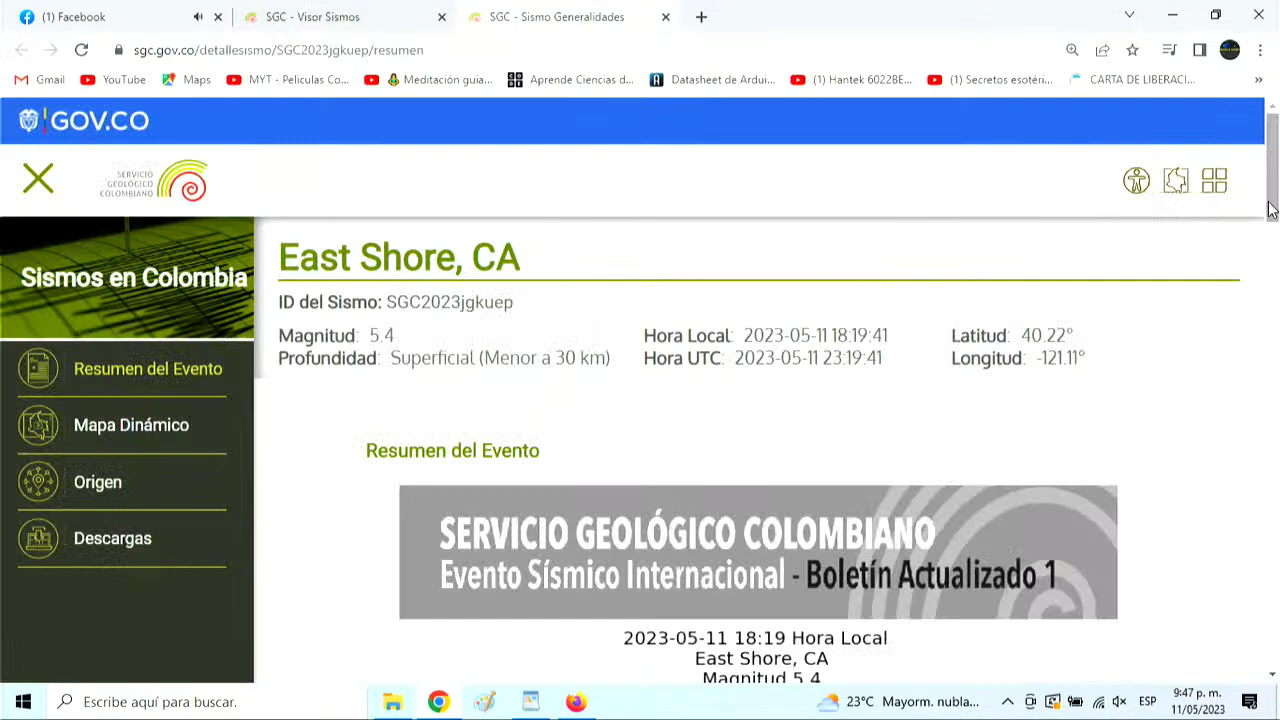 (1) Facebook
SGC - Visor Sismos
SGC - Sismo Generalidades
sgc.gov.co/detallesismo/SGC2023jgkuep/resumen
Gmail
YouTube
Maps
MYT - Peliculas Co...
Meditación guia...
Aprende Ciencias d...
Datasheet de Ardui...
(1) Hantek 6022BE...
(1) Secretos esotéri...
CARTA DE LIBERACI...
GOV.CO
SERVICIO
GEOLÓGICO
COLOMBIANO
Sismos en Colombia
Resumen del Evento
Mapa Dinámico
Origen
Descargas
East Shore, CA
ID del Sismo: SGC2023jgkuep
Magnitud: 5.4
Hora Local: 2023-05-11 18:19:41
Latitud: 40.22°
Profundidad: Superficial (Menor a 30 km)
Hora UTC: 2023-05-11 23:19:41
Longitud: -121.11°
Resumen del Evento
SERVICIO GEOLÓGICO COLOMBIANO
Evento Sísmico Internacional - Boletín Actualizado 1
2023-05-11 18:19 Hora Local
East Shore, CA
Magnitud 5.4
Escribe aquí para buscar.
23°C Mayorm. nubla...
ESP
9:47 p. m.
11/05/2023